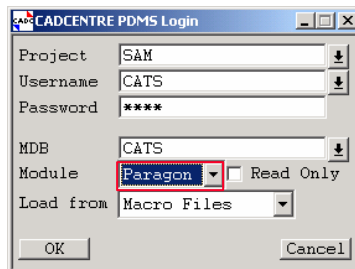 CADCENTRE PDMS Login
Project SAM
Username CATS
Password ****
MDB CATS
Module Paragon Read Only
Load from Macro Files
OK Cancel